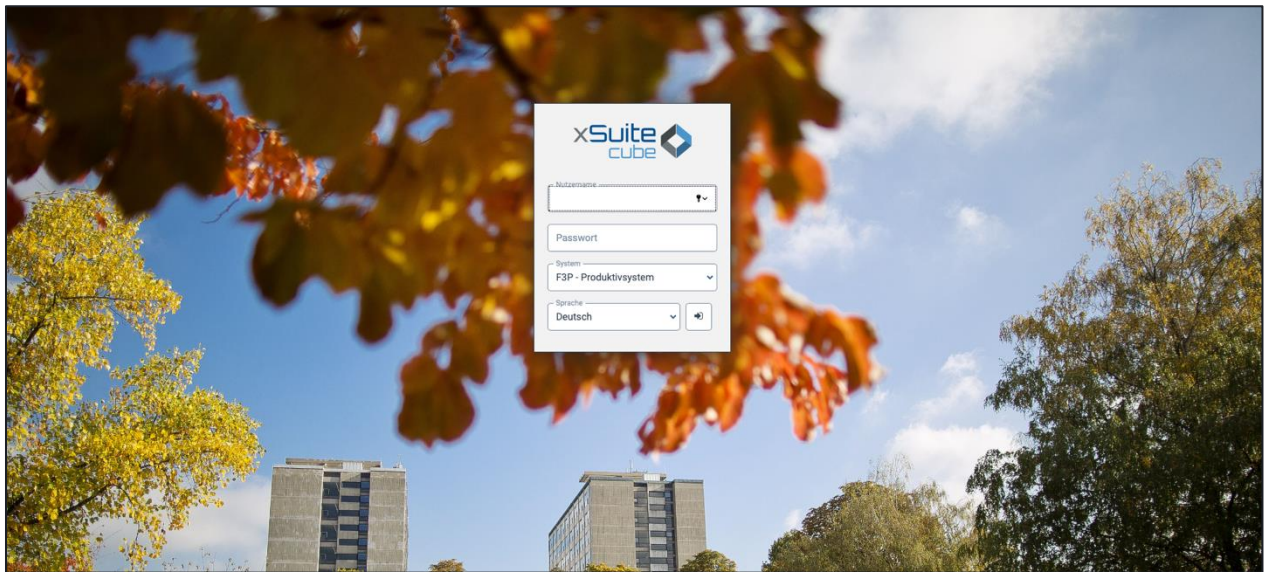 xSuite
cube
Nutzername
Passwort
System
F3P - Produktivsystem
Sprache
Deutsch